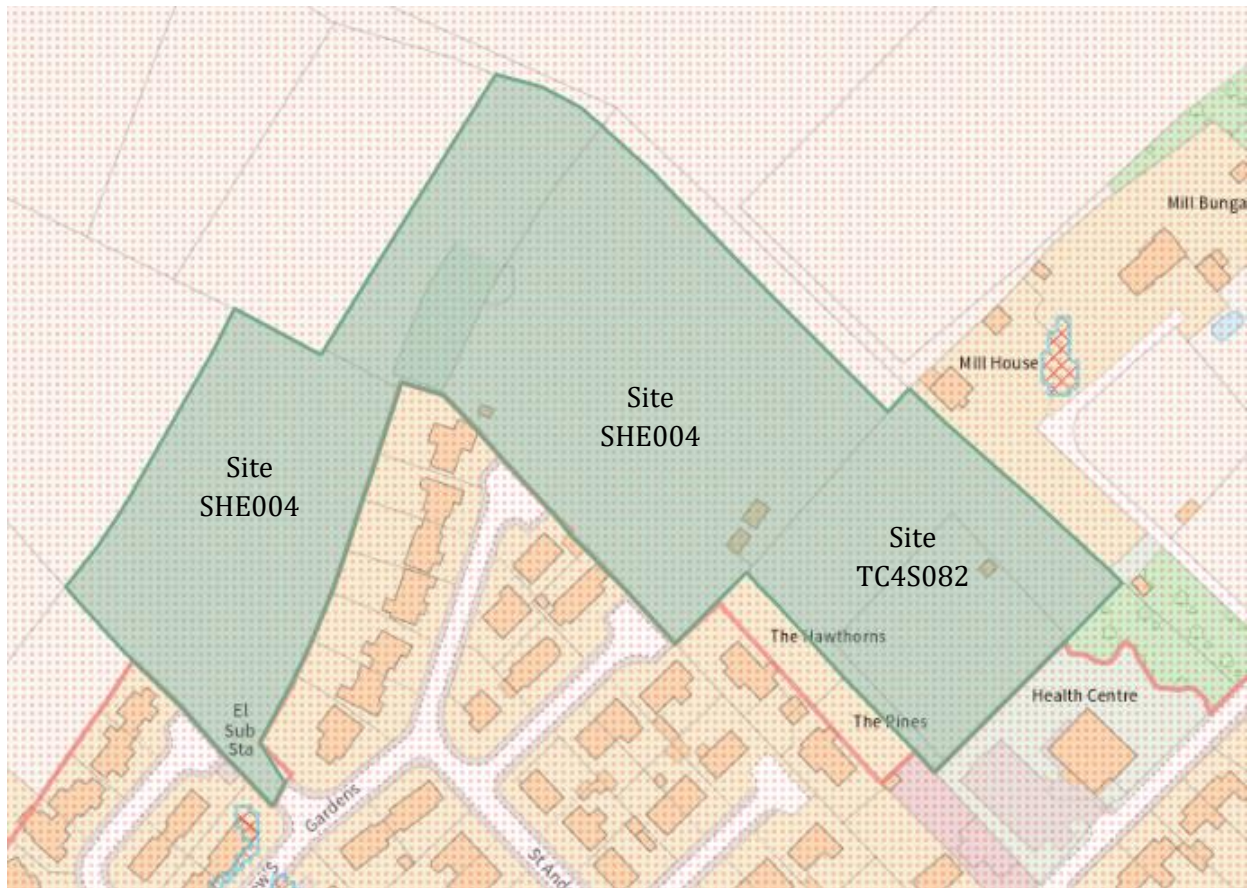 Mill Bunga
Mill House
Site
SHE004
Site
SHE004
Site
TC4S082
The Hawthorns
Health Centre
The Pines
El
Sub
Sta
Gardens
St And
ew's